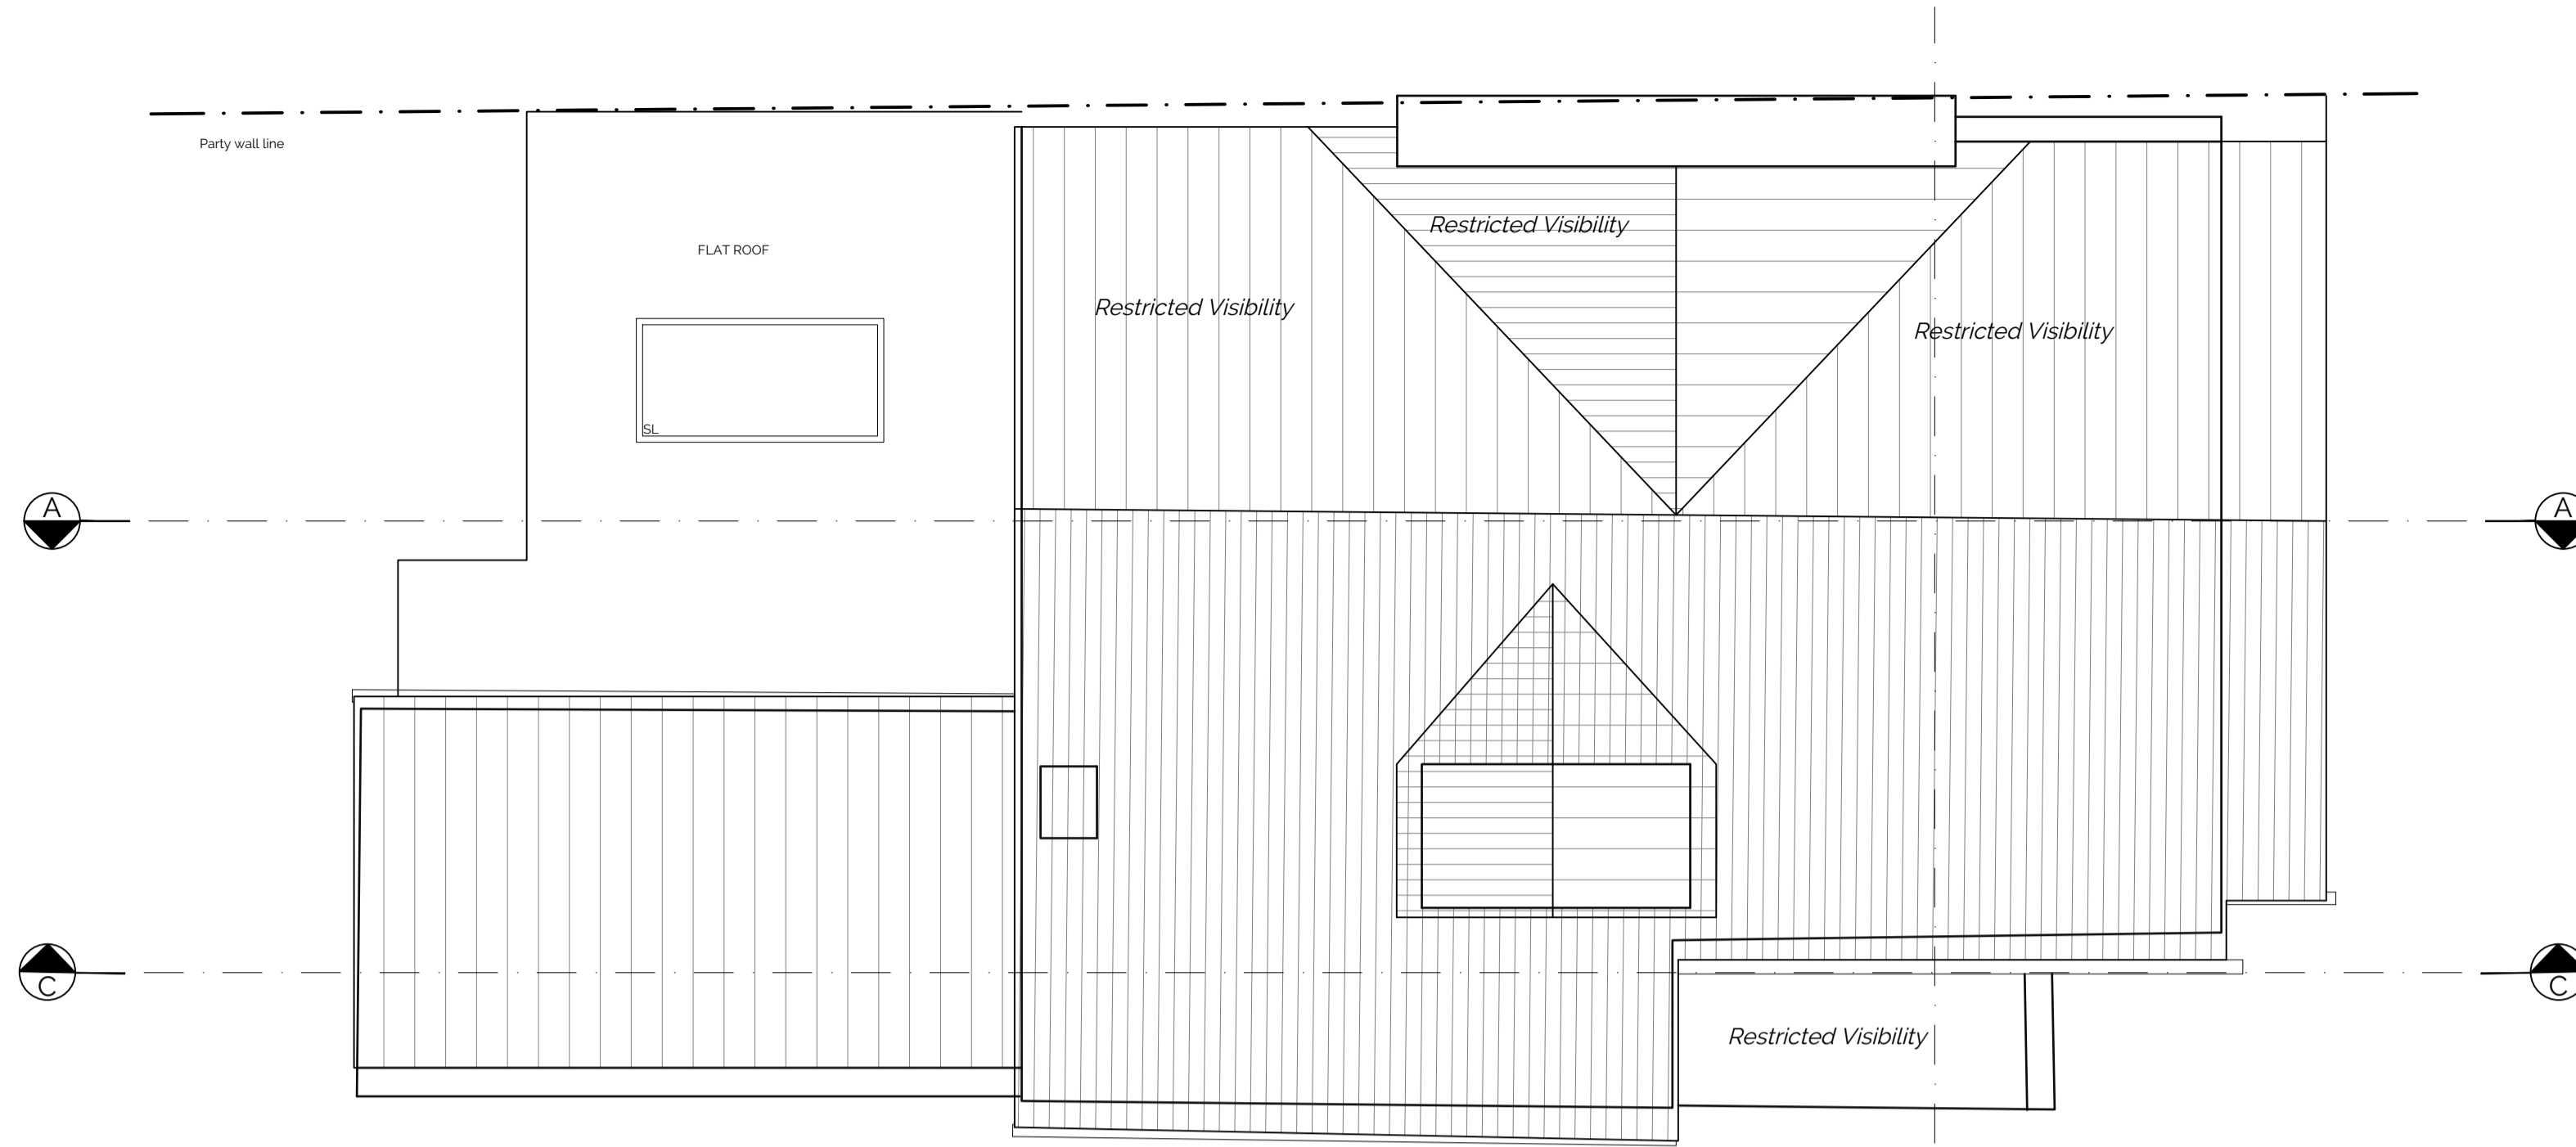 Party wall line
Restricted Visibility
FLAT ROOF
Restricted Visibility
Restricted Visibility
SL
A
A
C
C
Restricted Visibility